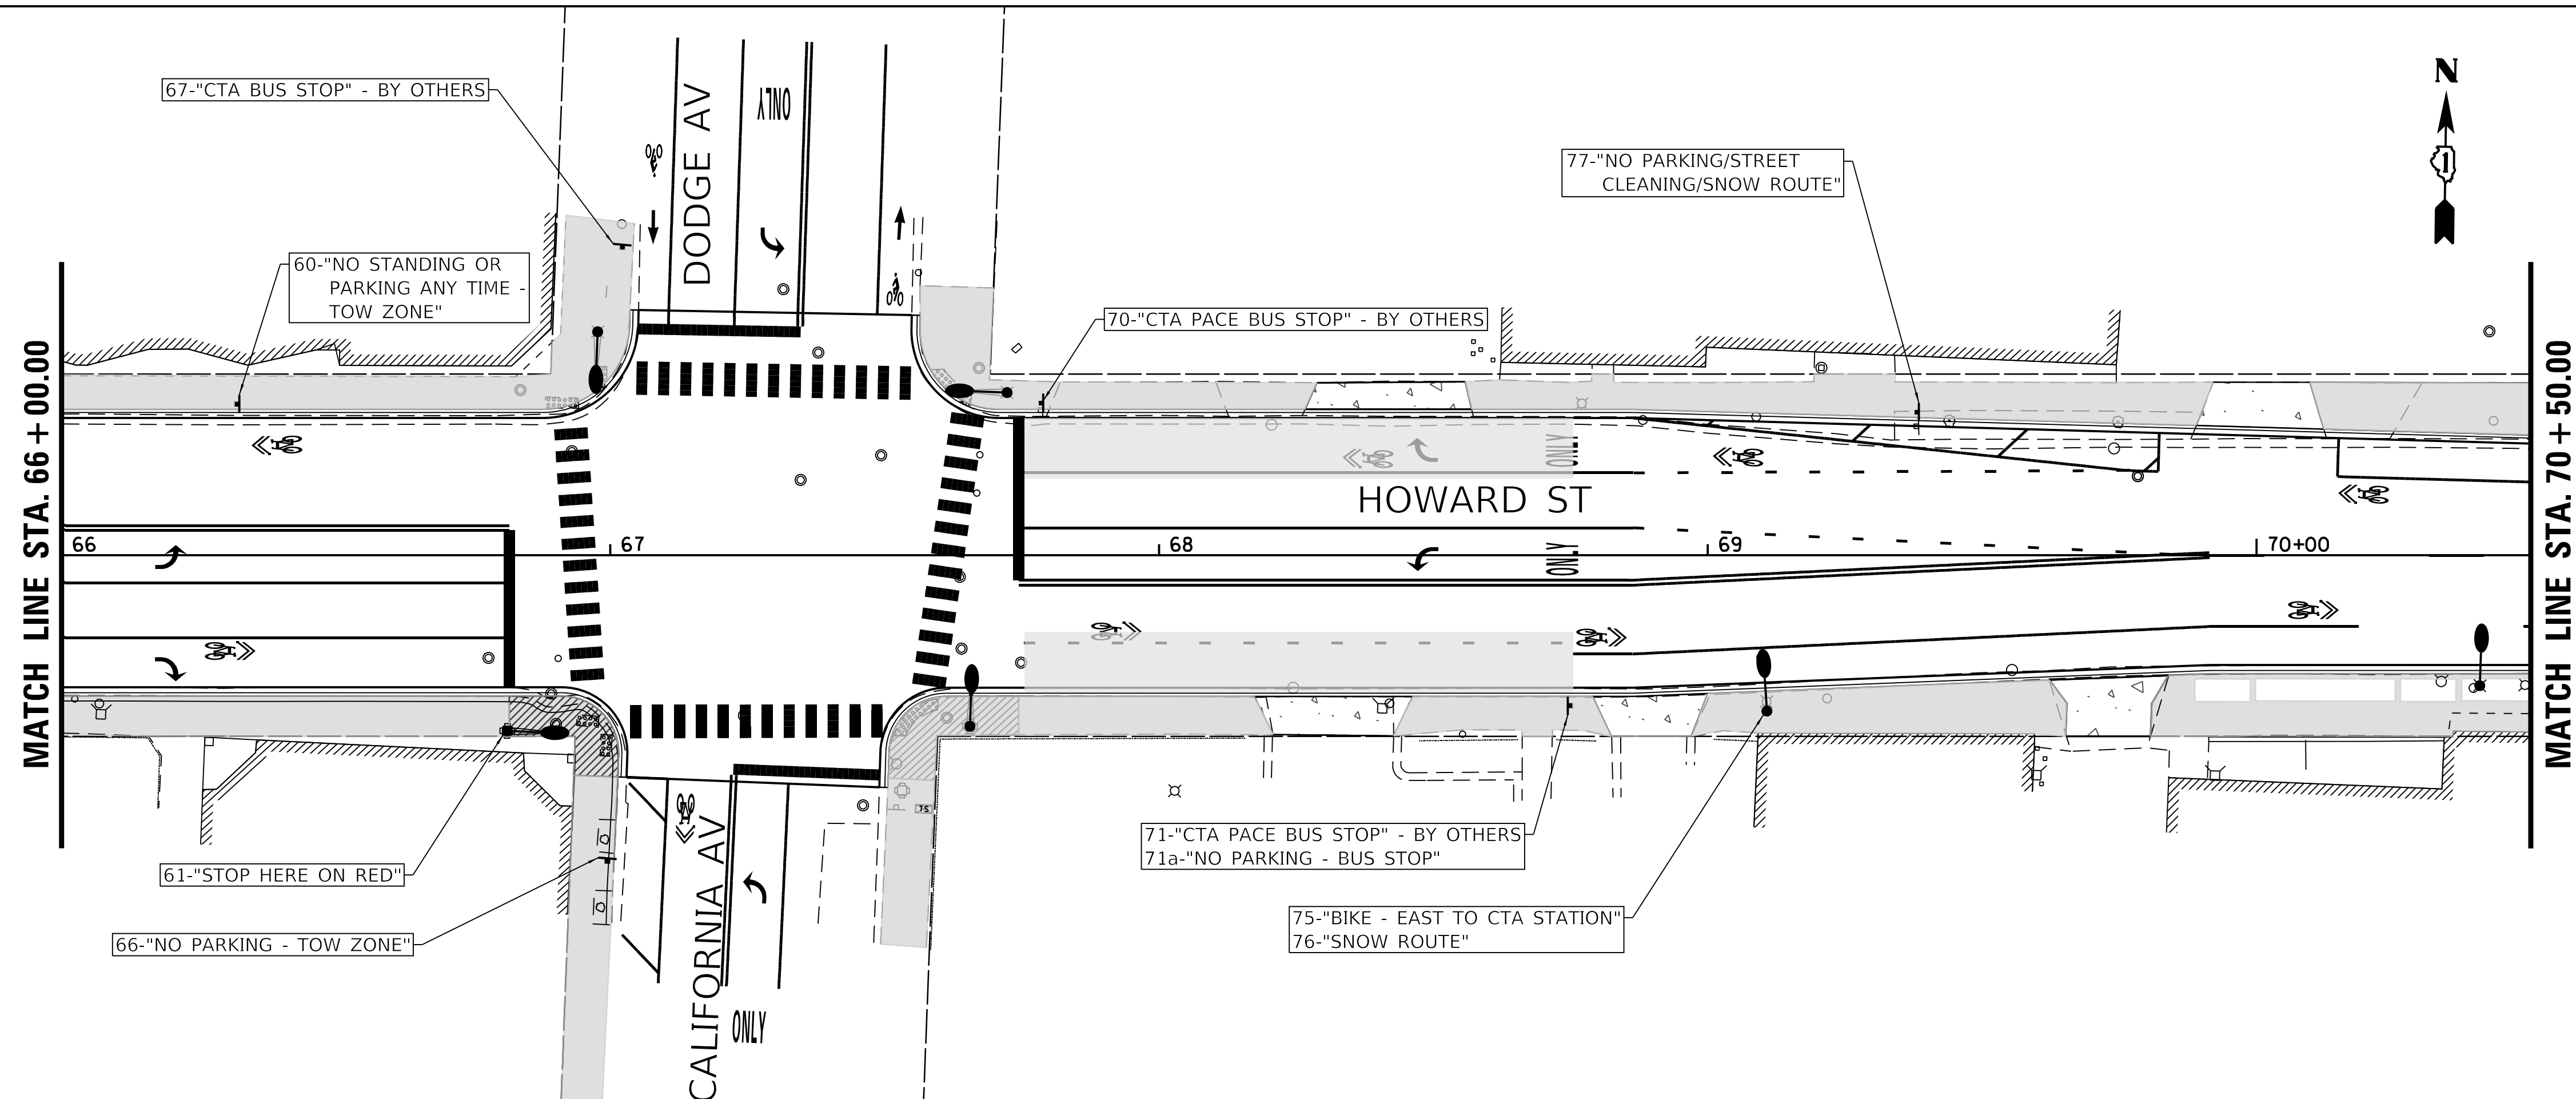 67-"CTA BUS STOP" - BY OTHERS
DODGE AV
ONLY
N
1
77-"NO PARKING/STREET
CLEANING/SNOW ROUTE"
60-"NO STANDING OR
PARKING ANY TIME -
TOW ZONE"
70-"CTA PACE BUS STOP" - BY OTHERS
MATCH LINE STA. 66+00.00
MATCH LINE STA. 70+50.00
ONLY
HOWARD ST
66
67
68
69
70+00
ONLY
TS
71-"CTA PACE BUS STOP" - BY OTHERS
71a-"NO PARKING - BUS STOP"
61-"STOP HERE ON RED"
CALIFORNIA AV
75-"BIKE - EAST TO CTA STATION"
76-"SNOW ROUTE"
66-"NO PARKING - TOW ZONE"
ONLY